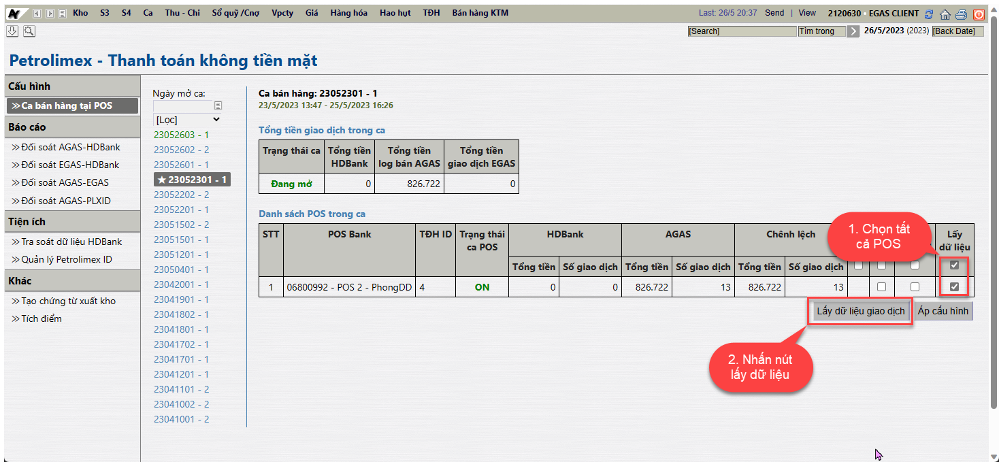 Kho S3 S4 Ca Thu - Chi Sổ quỹ /Cnợ Vpcty Giá Hàng hóa Hao hụt TĐH Bán hàng KTM Last: 26/5 20:37 Send | View 2120630 - EGAS CLIENT
[Search] Tìm trong 26/5/2023 (2023) [Back Date]
Petrolimex - Thanh toán không tiền mặt
Cấu hình
Ca bán hàng tại POS
Báo cáo
Đối soát AGAS-HDBank
Đối soát EGAS-HDBank
Đối soát AGAS-EGAS
Đối soát AGAS-PLXID
Tiện ích
Tra soát dữ liệu HDBank
Quản lý Petrolimex ID
Khác
Tạo chứng từ xuất kho
Tích điểm
Ngày mở ca:
[Lọc]
23052603 - 1
23052602 - 2
23052601 - 1
★ 23052301 - 1
23052202 - 2
23052201 - 1
23051502 - 2
23051501 - 1
23051201 - 1
23050401 - 1
23042001 - 1
23041901 - 1
23041802 - 1
23041801 - 1
23041702 - 1
23041701 - 1
23041201 - 1
23041101 - 2
23041002 - 2
23041001 - 2
Ca bán hàng: 23052301 - 1
23/5/2023 13:47 - 25/5/2023 16:26
Tổng tiền giao dịch trong ca
Trạng thái ca
Tổng tiền
HDBank
Tổng tiền
log bán AGAS
Tổng tiền
giao dịch EGAS
Đang mở 0 826.722 0
Danh sách POS trong ca
STT
POS Bank
TĐH ID
Trạng thái
ca POS
HDBank
AGAS
Chênh lệch
Lấy
dữ liệu
Tổng tiền Số giao dịch Tổng tiền Số giao dịch Tổng tiền Số giao dịch
1 06800992 - POS 2 - PhongDD 4 ON 0 0 826.722 13 826.722 13
Lấy dữ liệu giao dịch Áp cấu hình
1. Chọn tất
cả POS
2. Nhấn nút
lấy dữ liệu